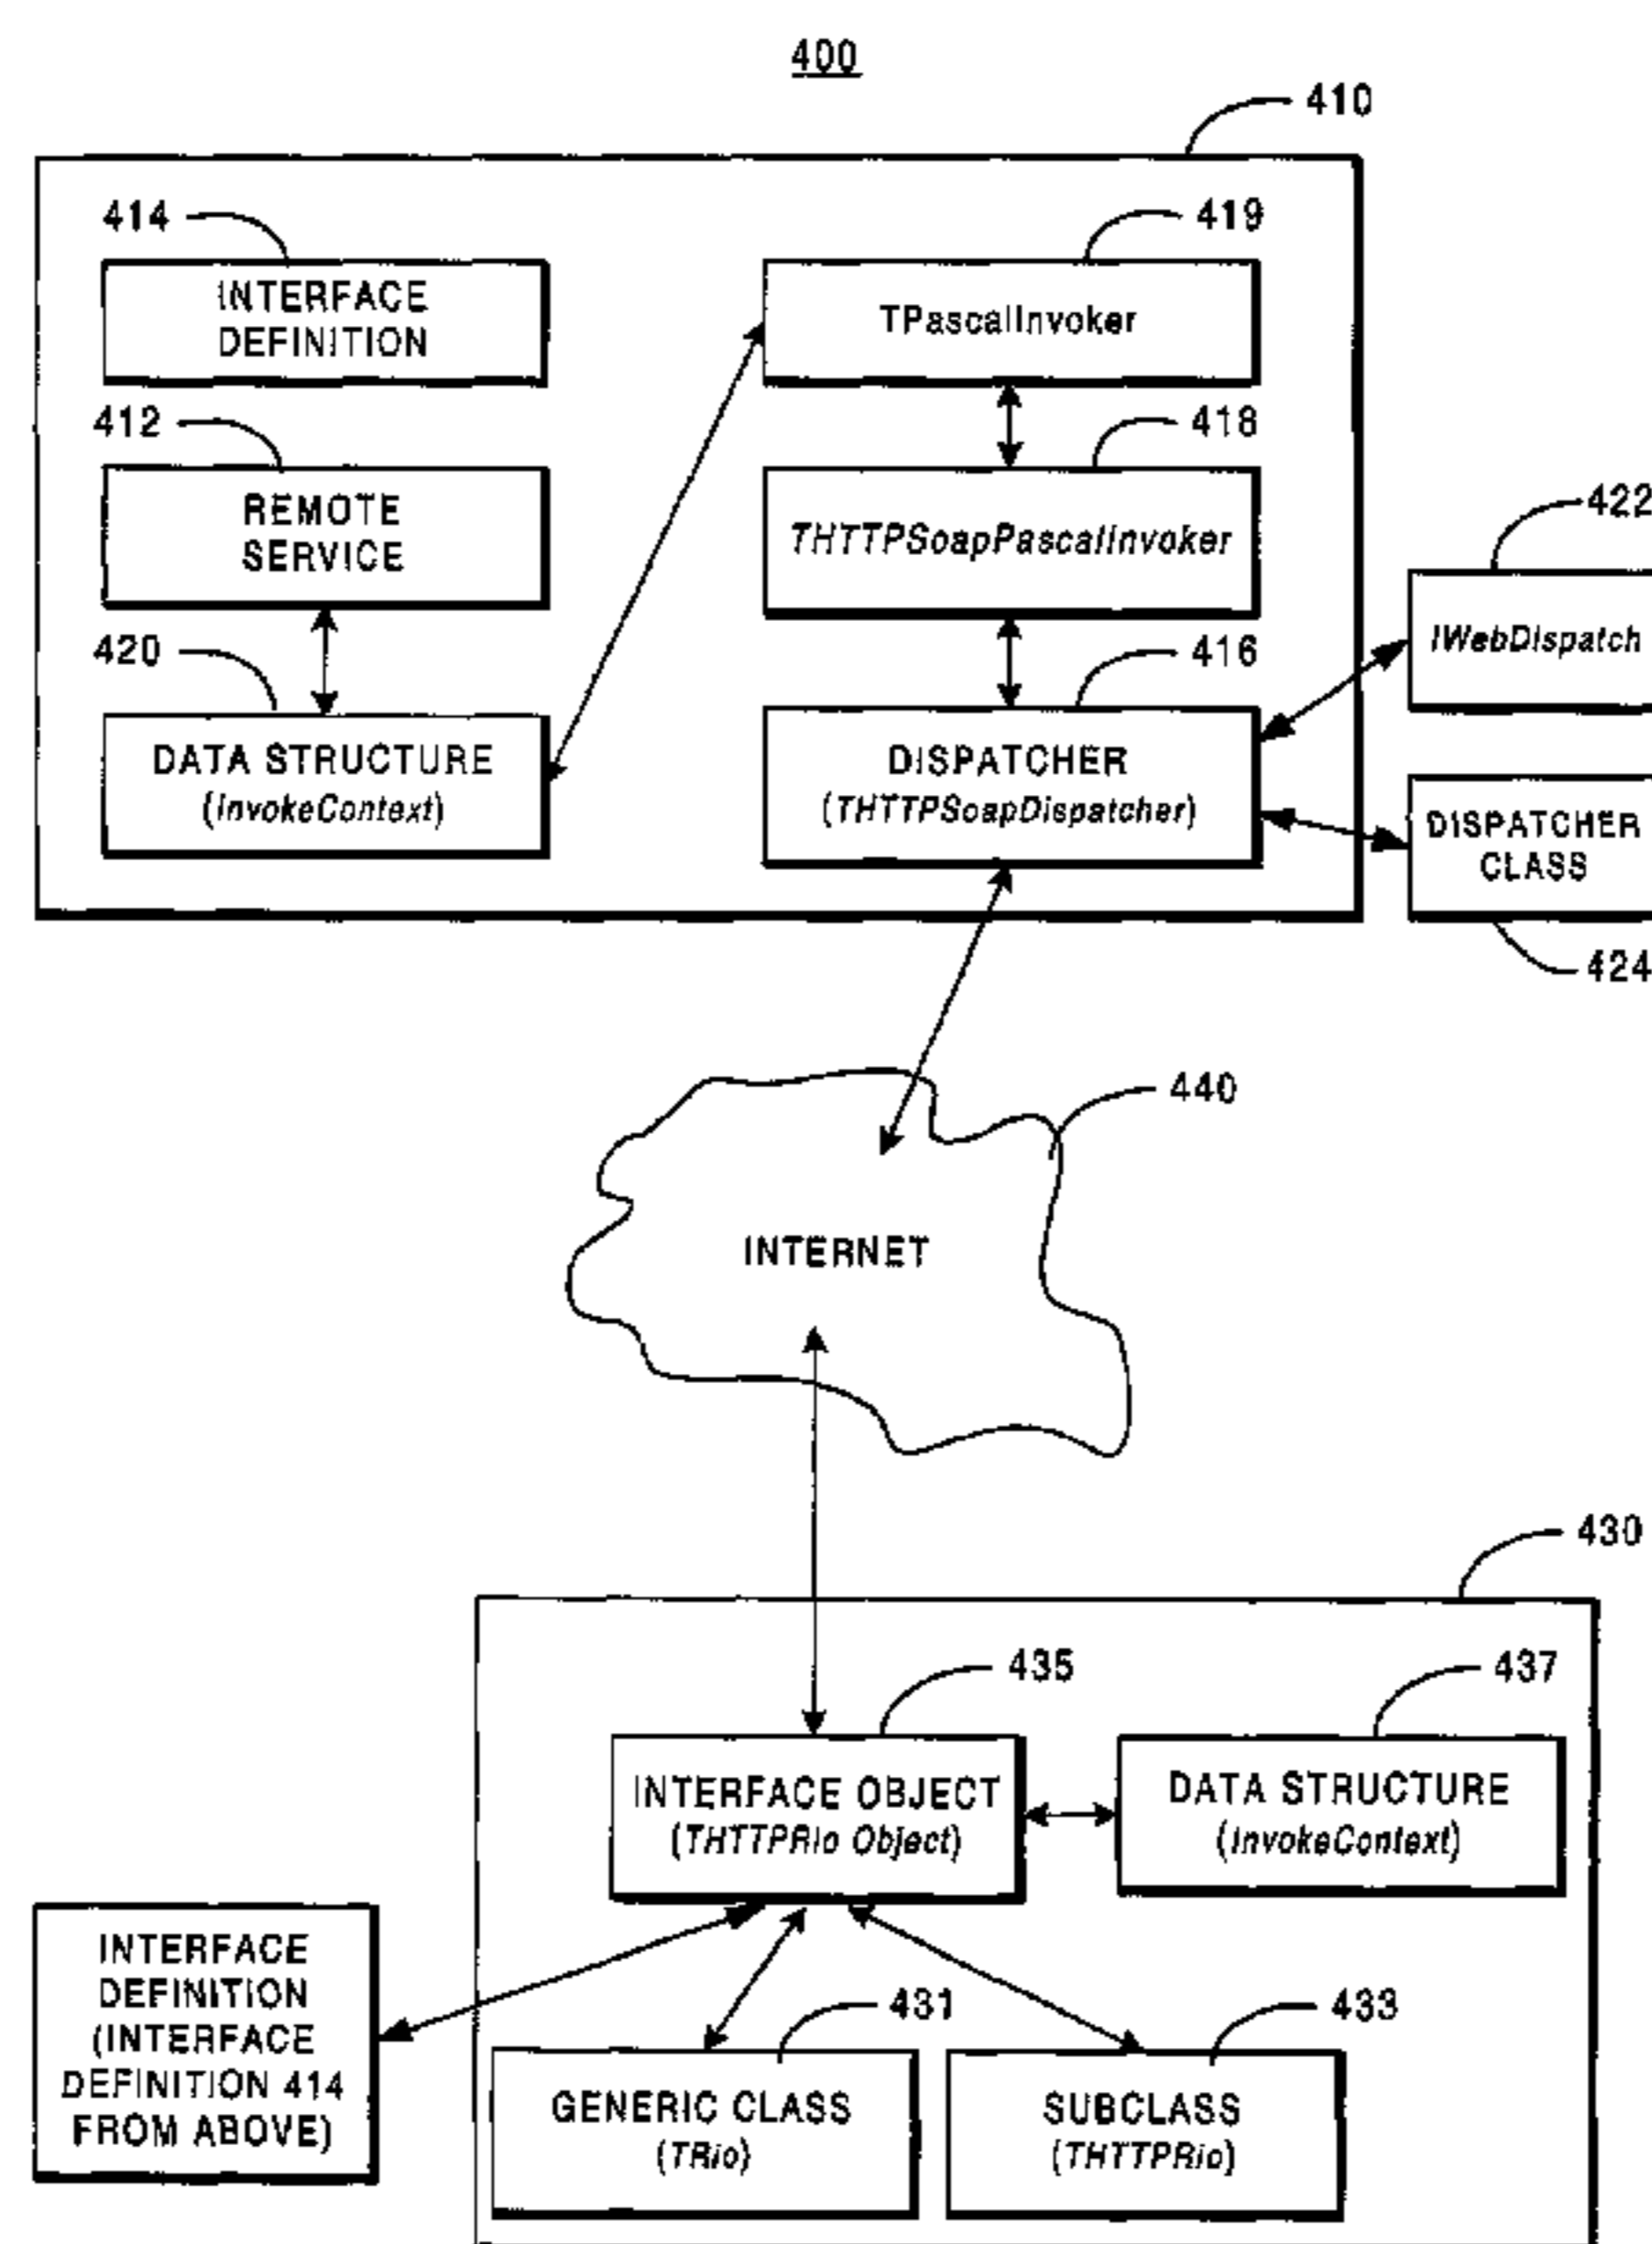 400
410
414
419
INTERFACE
DEFINITION
TPascalInvoker
412
418
REMOTE
SERVICE
THTTPSoapPascalInvoker
422
IWebDispatch
420
416
DATA STRUCTURE
(InvokeContext)
DISPATCHER
(THTTPSoapDispatcher)
DISPATCHER
CLASS
424
440
INTERNET
430
435
437
INTERFACE OBJECT
(THTTPRio Object)
DATA STRUCTURE
(InvokeContext)
INTERFACE
DEFINITION
(INTERFACE
DEFINITION 414
FROM ABOVE)
431
433
GENERIC CLASS
(TRio)
SUBCLASS
(THTTPRio)